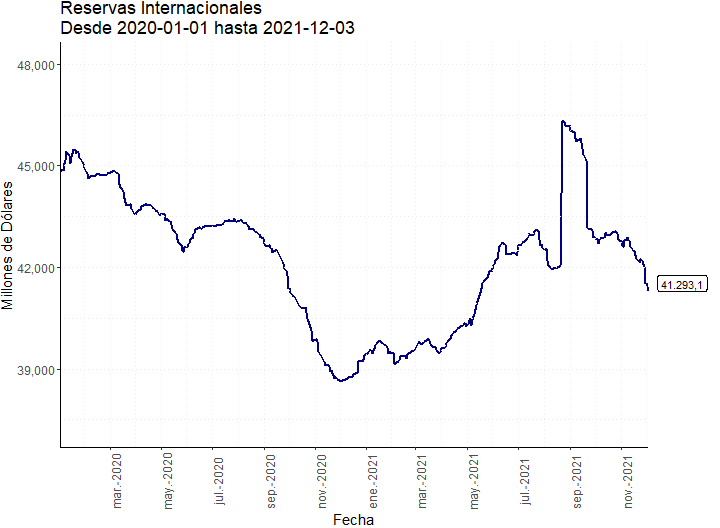 Reservas Internacionales
Desde 2020-01-01 hasta 2021-12-03
Millones de Dólares
48,000
45,000
42,000
39,000
41.293,1
mar.-2020
may.-2020
jul.-2020
sep.-2020
nov.-2020
ene.-2021
mar.-2021
may.-2021
jul.-2021
sep.-2021
nov.-2021
Fecha